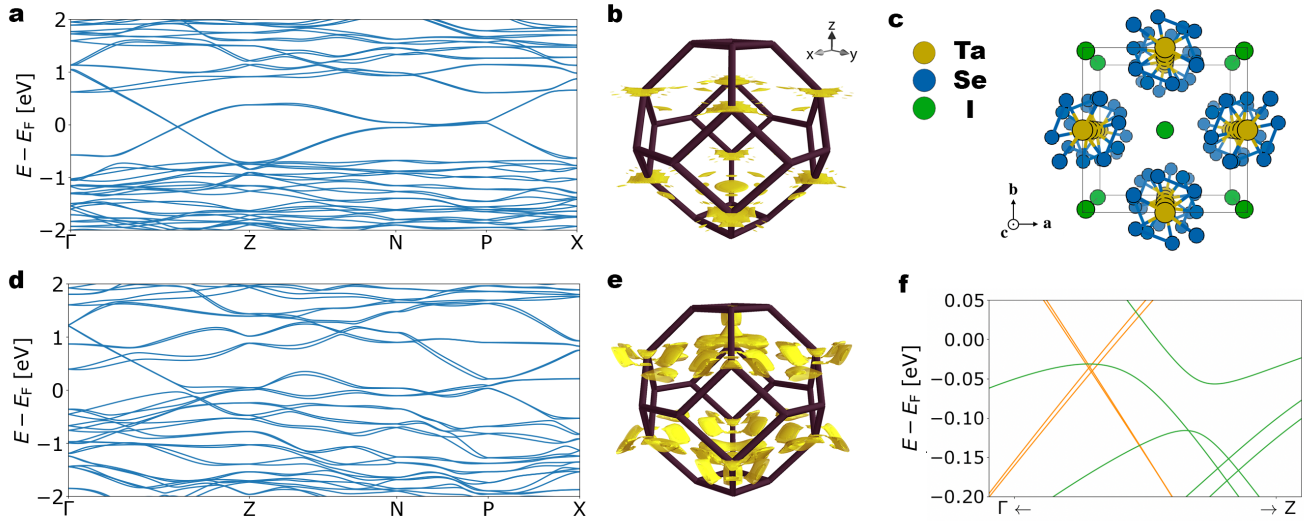 a
2
1
0
−1
−2
E − E_F [eV]
Γ Z N P X
b
z
x y
c
Ta
Se
I
b
c a
d
2
1
0
−1
−2
E − E_F [eV]
Γ Z N P X
e
f
0.05
0.00
−0.05
−0.10
−0.15
−0.20
E − E_F [eV]
Γ ← → Z